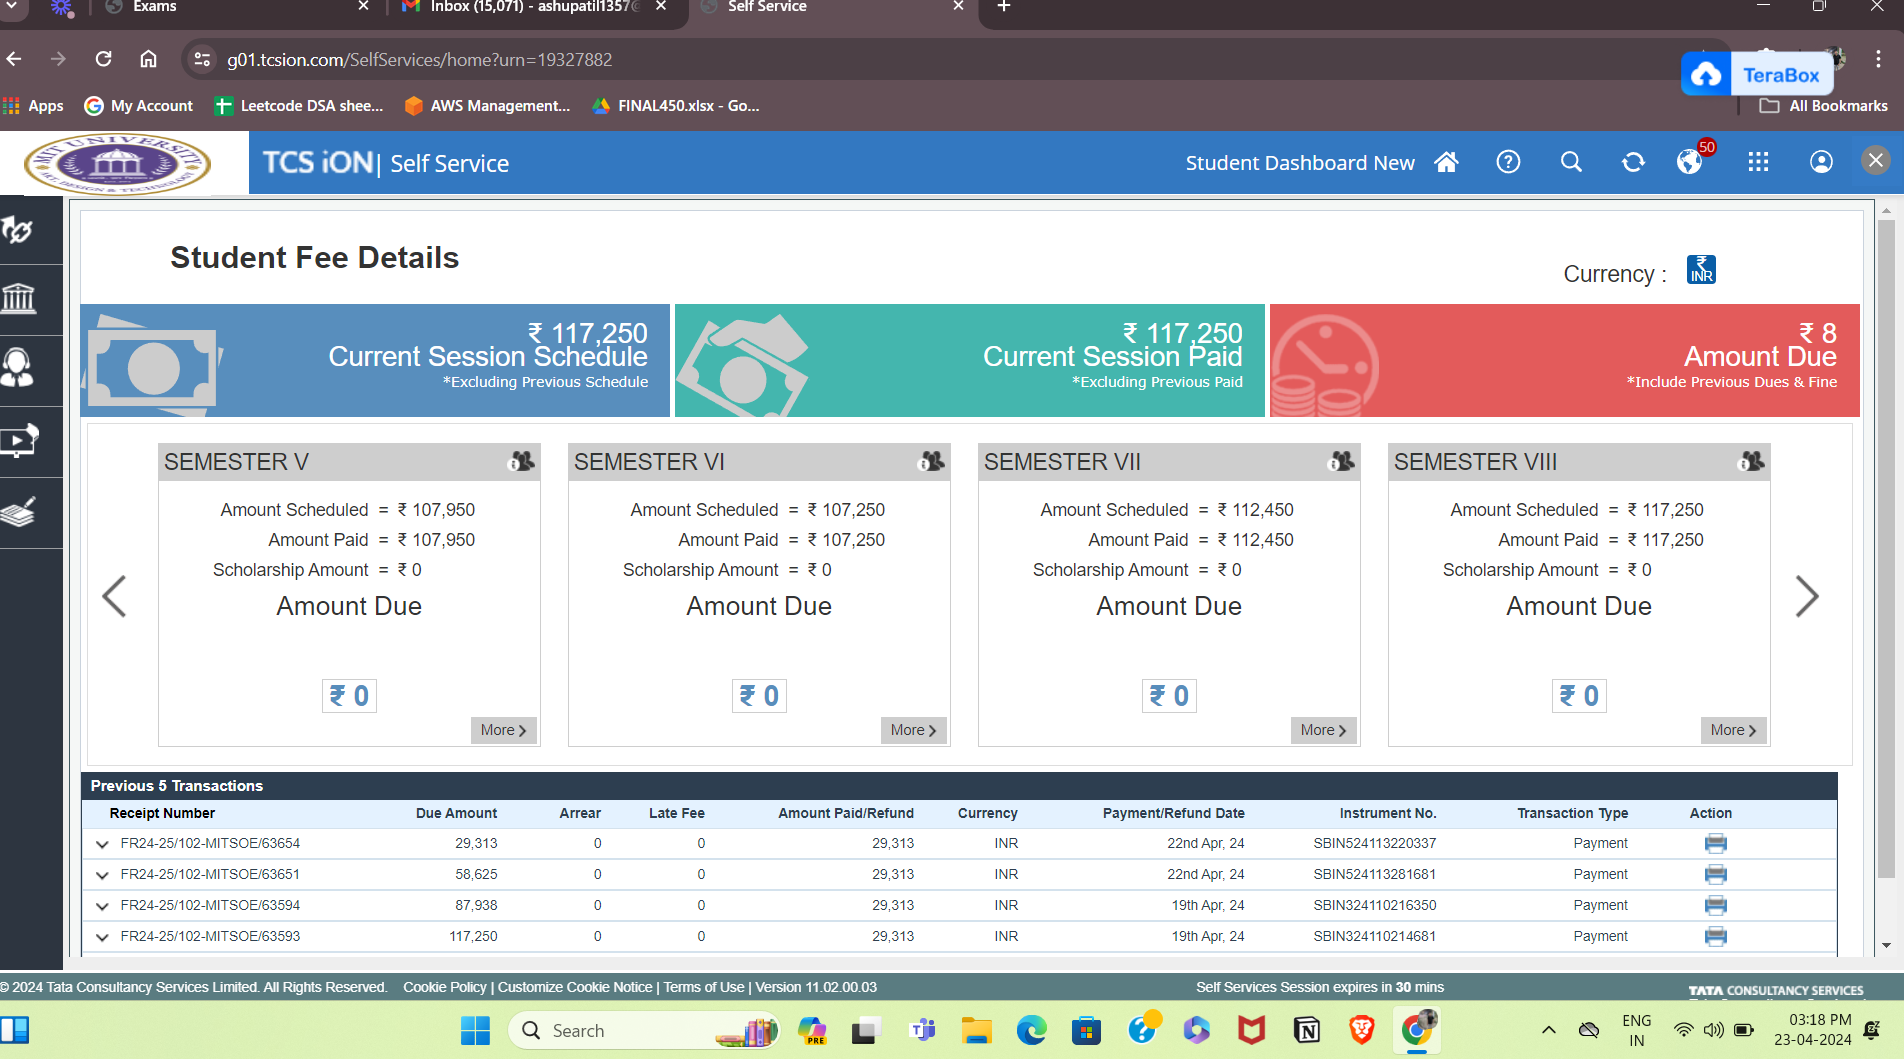 Exams
Inbox (15,071) - ashupatil1357@
Self Service
g01.tcsion.com/SelfServices/home?urn=19327882
TeraBox
Apps
My Account
Leetcode DSA shee...
AWS Management...
FINAL450.xlsx - Go...
All Bookmarks
MIT UNIVERSITY
ART, DESIGN & TECHNOLOGY
TCS iON| Self Service
Student Dashboard New
50
Student Fee Details
Currency :
₹
INR
₹ 117,250
Current Session Schedule
*Excluding Previous Schedule
₹ 117,250
Current Session Paid
*Excluding Previous Paid
₹ 8
Amount Due
*Include Previous Dues & Fine
SEMESTER V
Amount Scheduled = ₹ 107,950
Amount Paid = ₹ 107,950
Scholarship Amount = ₹ 0
Amount Due
₹ 0
More
SEMESTER VI
Amount Scheduled = ₹ 107,250
Amount Paid = ₹ 107,250
Scholarship Amount = ₹ 0
Amount Due
₹ 0
More
SEMESTER VII
Amount Scheduled = ₹ 112,450
Amount Paid = ₹ 112,450
Scholarship Amount = ₹ 0
Amount Due
₹ 0
More
SEMESTER VIII
Amount Scheduled = ₹ 117,250
Amount Paid = ₹ 117,250
Scholarship Amount = ₹ 0
Amount Due
₹ 0
More
Previous 5 Transactions
Receipt Number Due Amount Arrear Late Fee Amount Paid/Refund Currency Payment/Refund Date Instrument No. Transaction Type Action
FR24-25/102-MITSOE/63654 29,313 0 0 29,313 INR 22nd Apr, 24 SBIN524113220337 Payment
FR24-25/102-MITSOE/63651 58,625 0 0 29,313 INR 22nd Apr, 24 SBIN524113281681 Payment
FR24-25/102-MITSOE/63594 87,938 0 0 29,313 INR 19th Apr, 24 SBIN324110216350 Payment
FR24-25/102-MITSOE/63593 117,250 0 0 29,313 INR 19th Apr, 24 SBIN324110214681 Payment
© 2024 Tata Consultancy Services Limited. All Rights Reserved. Cookie Policy | Customize Cookie Notice | Terms of Use | Version 11.02.00.03
Self Services Session expires in 30 mins
TATA CONSULTANCY SERVICES
Search
PRE
ENG
IN
03:18 PM
23-04-2024